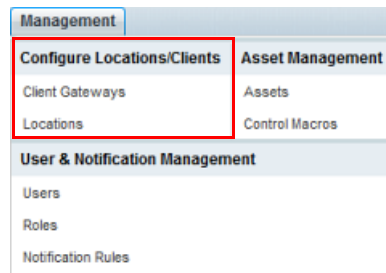 Management
Configure Locations/Clients Asset Management
Client Gateways Assets
Locations Control Macros
User & Notification Management
Users
Roles
Notification Rules